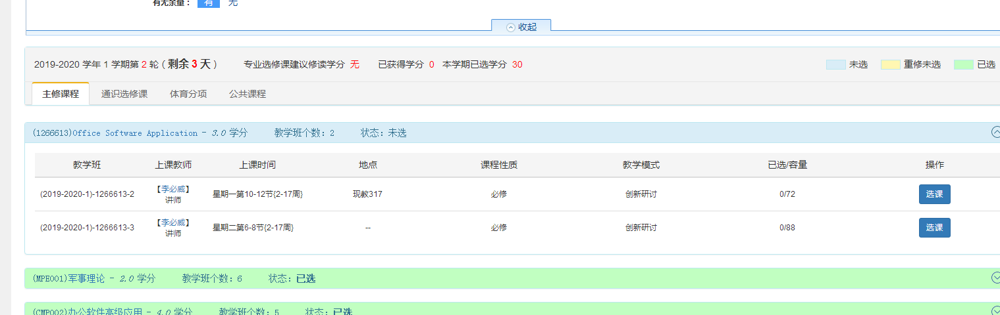 有无余量： 有 无
收起
2019-2020 学年 1 学期第 2 轮 ( 剩余 3 天 ) 专业选修课建议修读学分 无 已获得学分 0 本学期已选学分 30 未选 重修未选 已选
主修课程 通识选修课 体育分项 公共课程
(1266613)Office Software Application - 3.0 学分 教学班个数：2 状态：未选
教学班 上课教师 上课时间 地点 课程性质 教学模式 已选/容量 操作
(2019-2020-1)-1266613-2 【李必威】 讲师 星期一第10-12节{2-17周} 现教317 必修 创新研讨 0/72 选课
(2019-2020-1)-1266613-3 【李必威】 讲师 星期二第6-8节{2-17周} -- 必修 创新研讨 0/88 选课
(MPE001)军事理论 - 2.0 学分 教学班个数：6 状态：已选
(CMP002)办公软件高级应用 - 4.0 学分 教学班个数：5 状态：已选